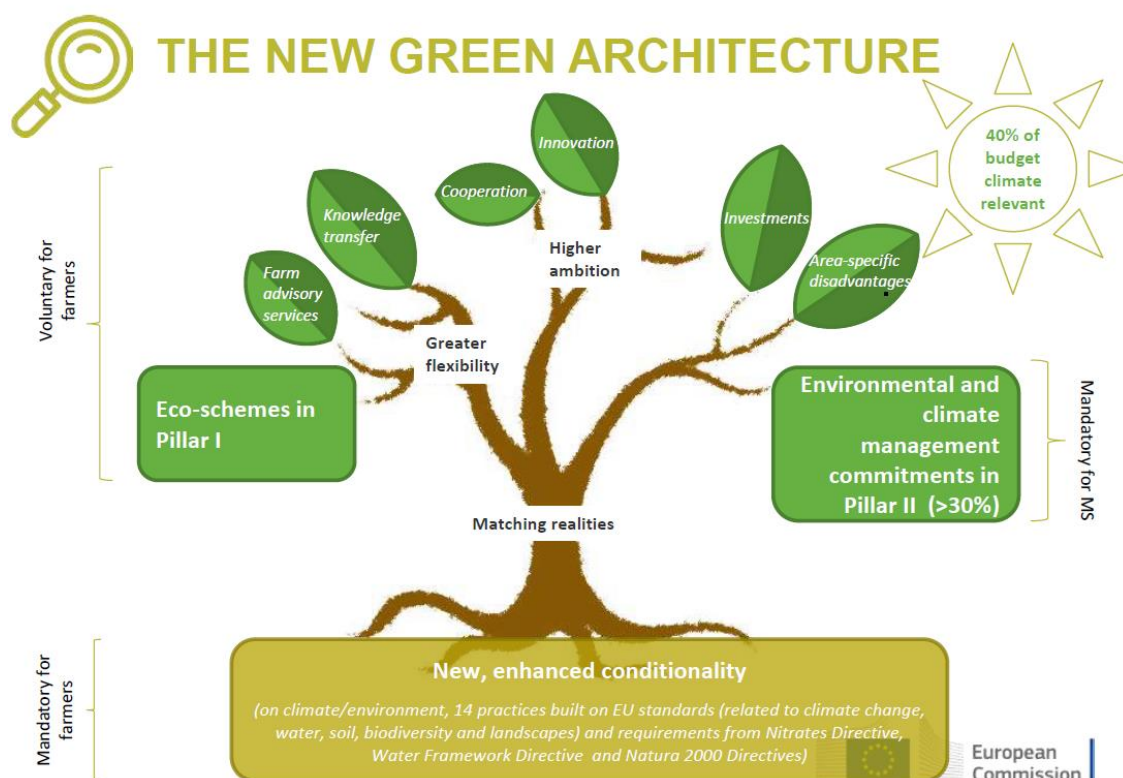 THE NEW GREEN ARCHITECTURE
40% of
budget
climate
relevant
Innovation
Cooperation
Knowledge
transfer
Farm
advisory
services
Investments
Area-specific
disadvantages
Higher
ambition
Greater
flexibility
Voluntary for
farmers
Eco-schemes in
Pillar I
Environmental and
climate
management
commitments in
Pillar II (>30%)
Mandatory for MS
Matching realities
Mandatory for
farmers
New, enhanced conditionality
(on climate/environment, 14 practices built on EU standards (related to climate change,
water, soil, biodiversity and landscapes) and requirements from Nitrates Directive,
Water Framework Directive and Natura 2000 Directives)
European
Commission